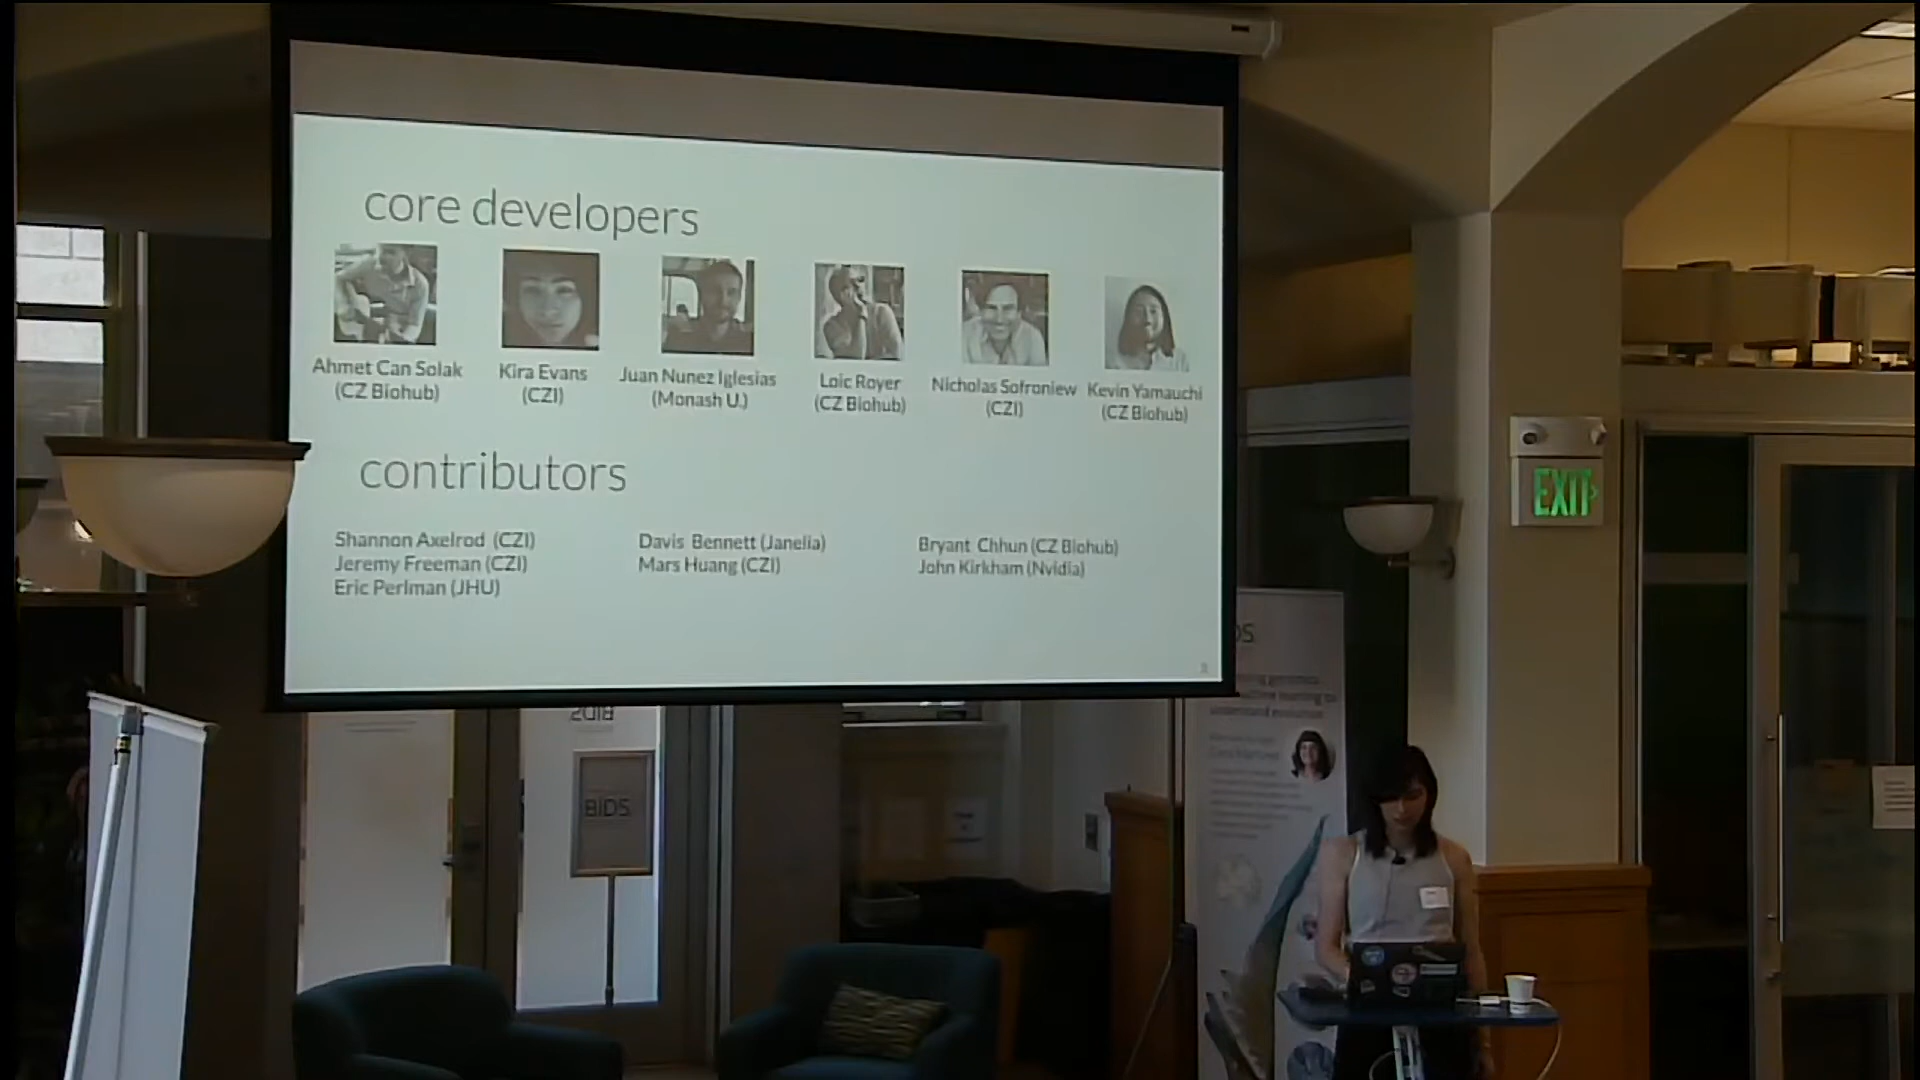 core developers
Ahmet Can Solak
(CZ Biohub)
Kira Evans
(CZI)
Juan Nunez Iglesias
(Monash U.)
Loic Royer
(CZ Biohub)
Nicholas Sofroniew
(CZI)
Kevin Yamauchi
(CZ Biohub)
contributors
Shannon Axelrod (CZI)
Jeremy Freeman (CZI)
Eric Perlman (JHU)
Davis Bennett (Janelia)
Mars Huang (CZI)
Bryant Chhun (CZ Biohub)
John Kirkham (Nvidia)
EXIT
BIDS